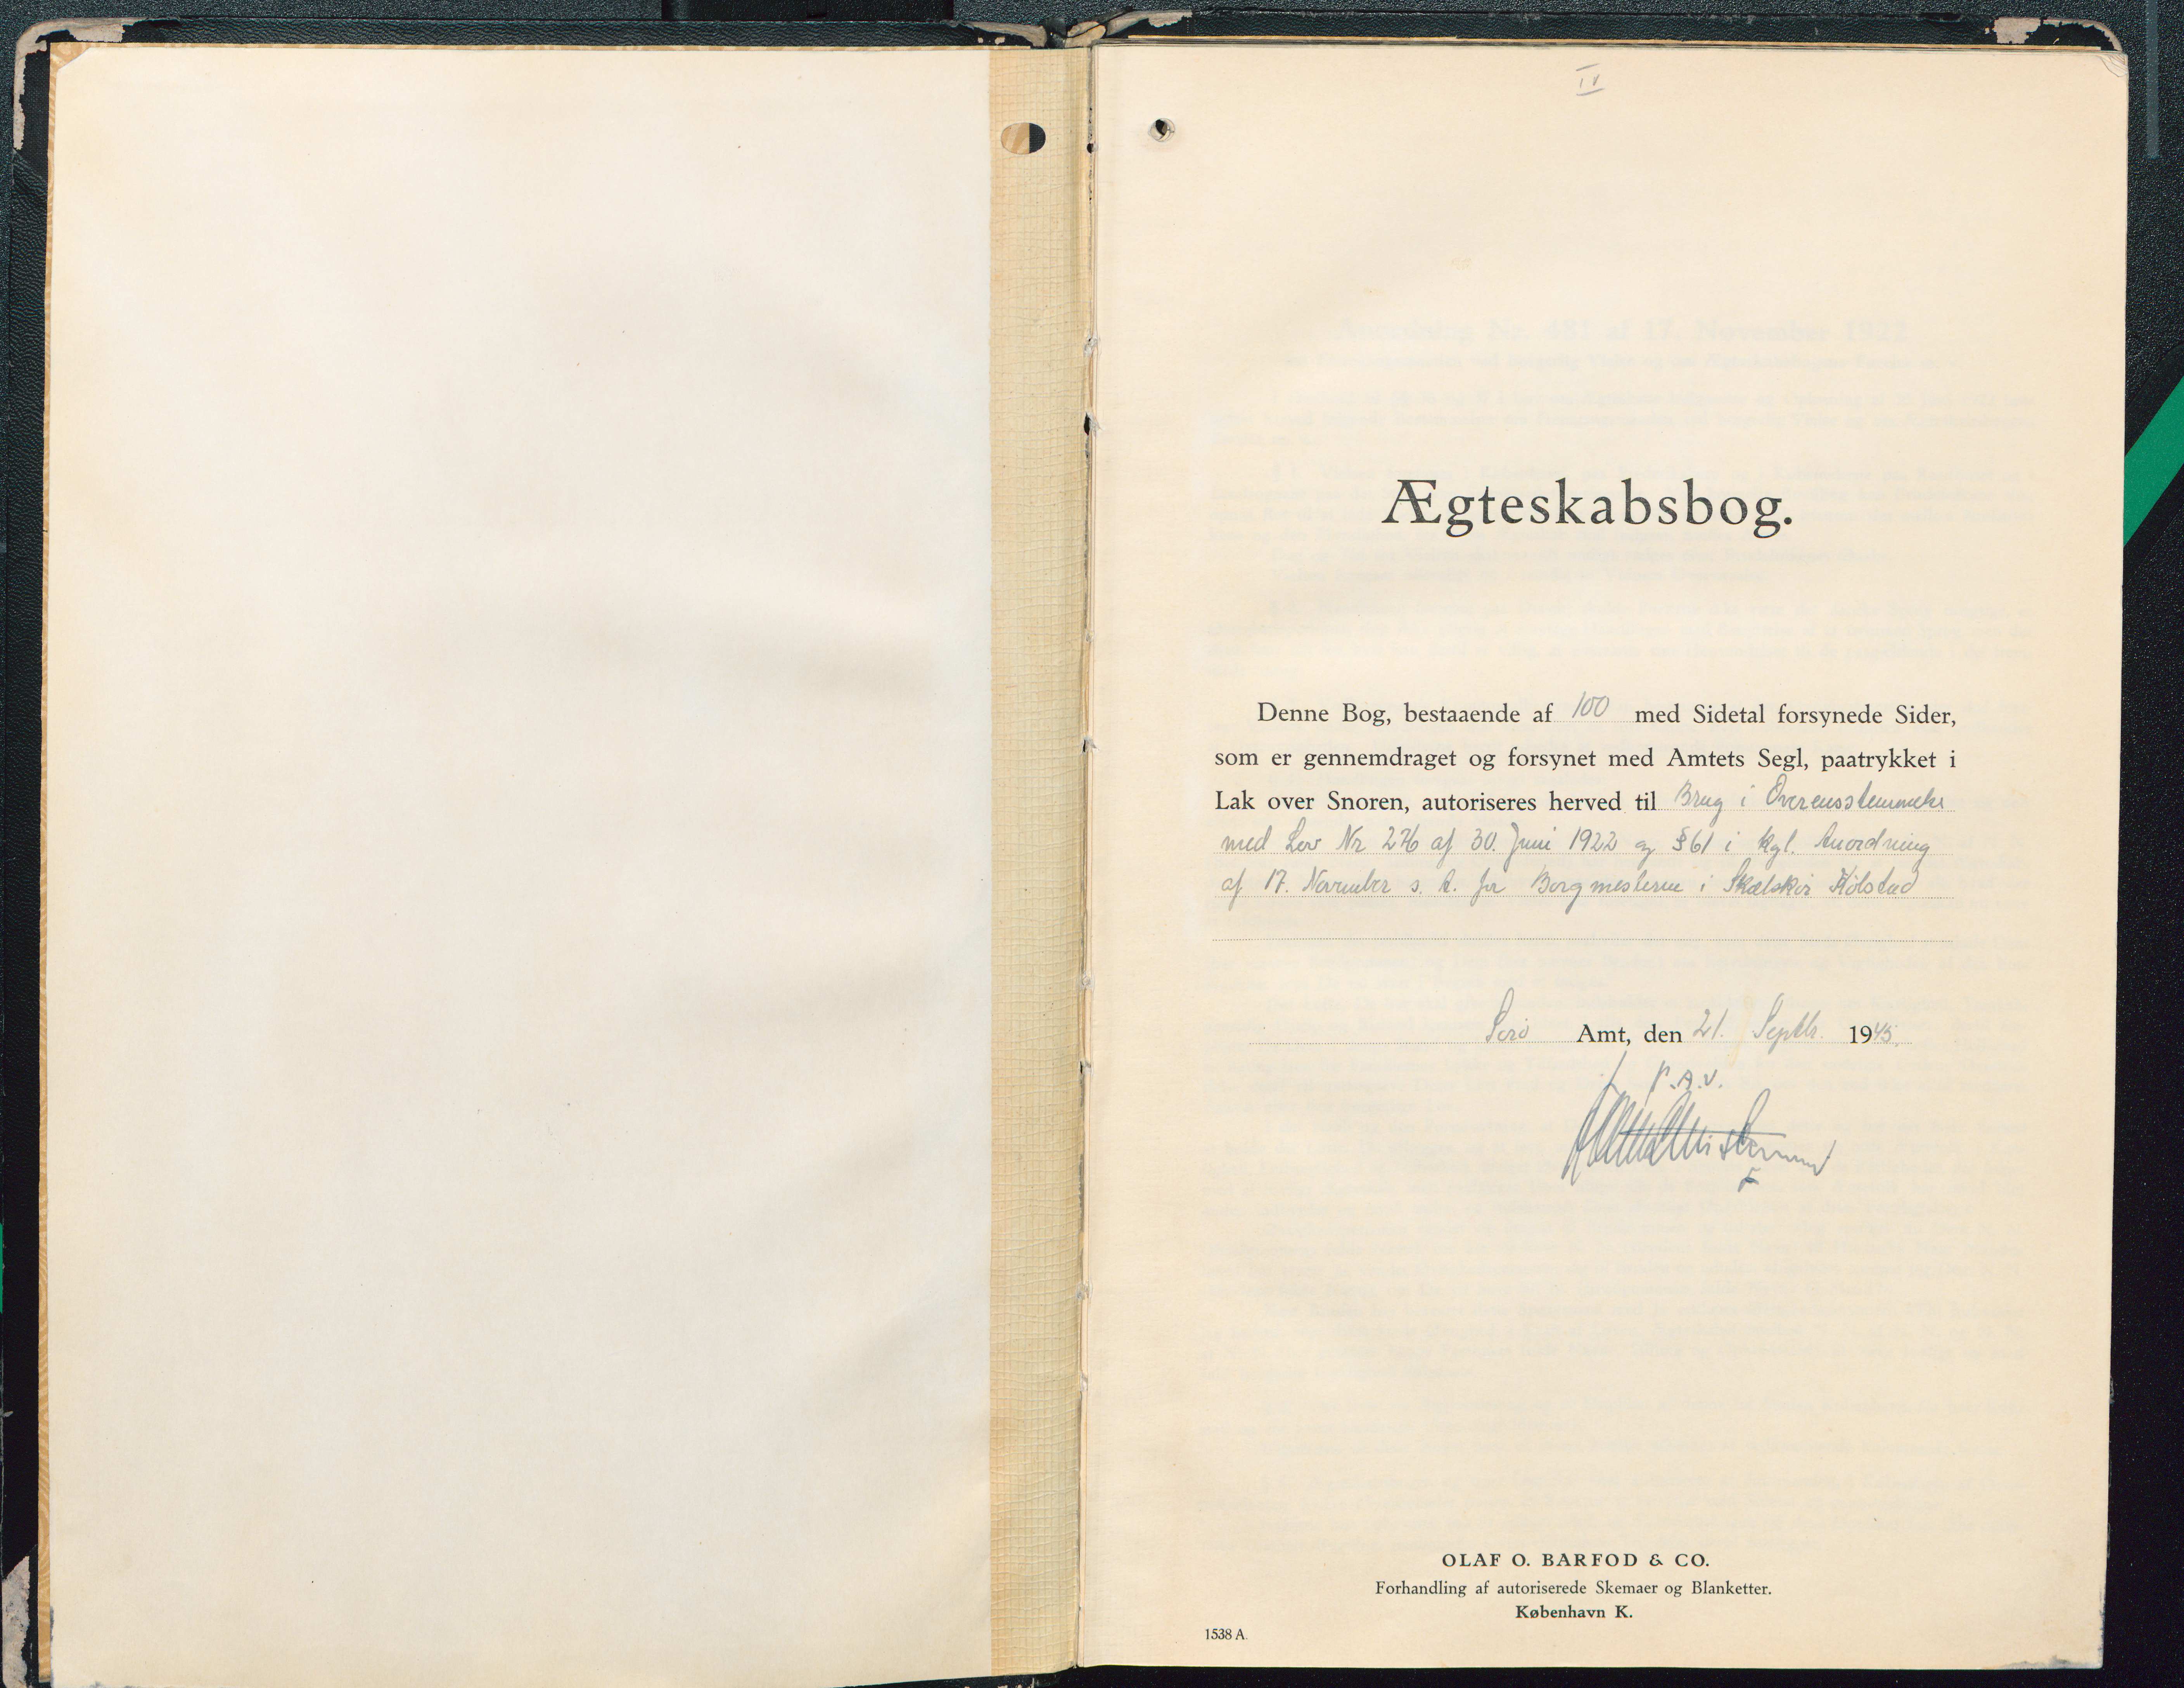 IV
Ægteskabsbog.
Denne Bog, bestaaende af 100 med Sidetal forsynede Sider,
som er gennemdraget og forsynet med Amtets Segl, paatrykket i
Lak over Snoren, autoriseres herved til Brug i Overensstemmelse
med Lov Nr 276 af 30. Juni 1922 og §61 i kgl. Anordning
af 17. November s. A. for Borgmesteren i Skælskør Købstad
Sorø Amt, den 21. Septbr. 1945.
P.A.V.
OLAF O. BARFOD & CO.
Forhandling af autoriserede Skemaer og Blanketter.
København K.
1538 A.